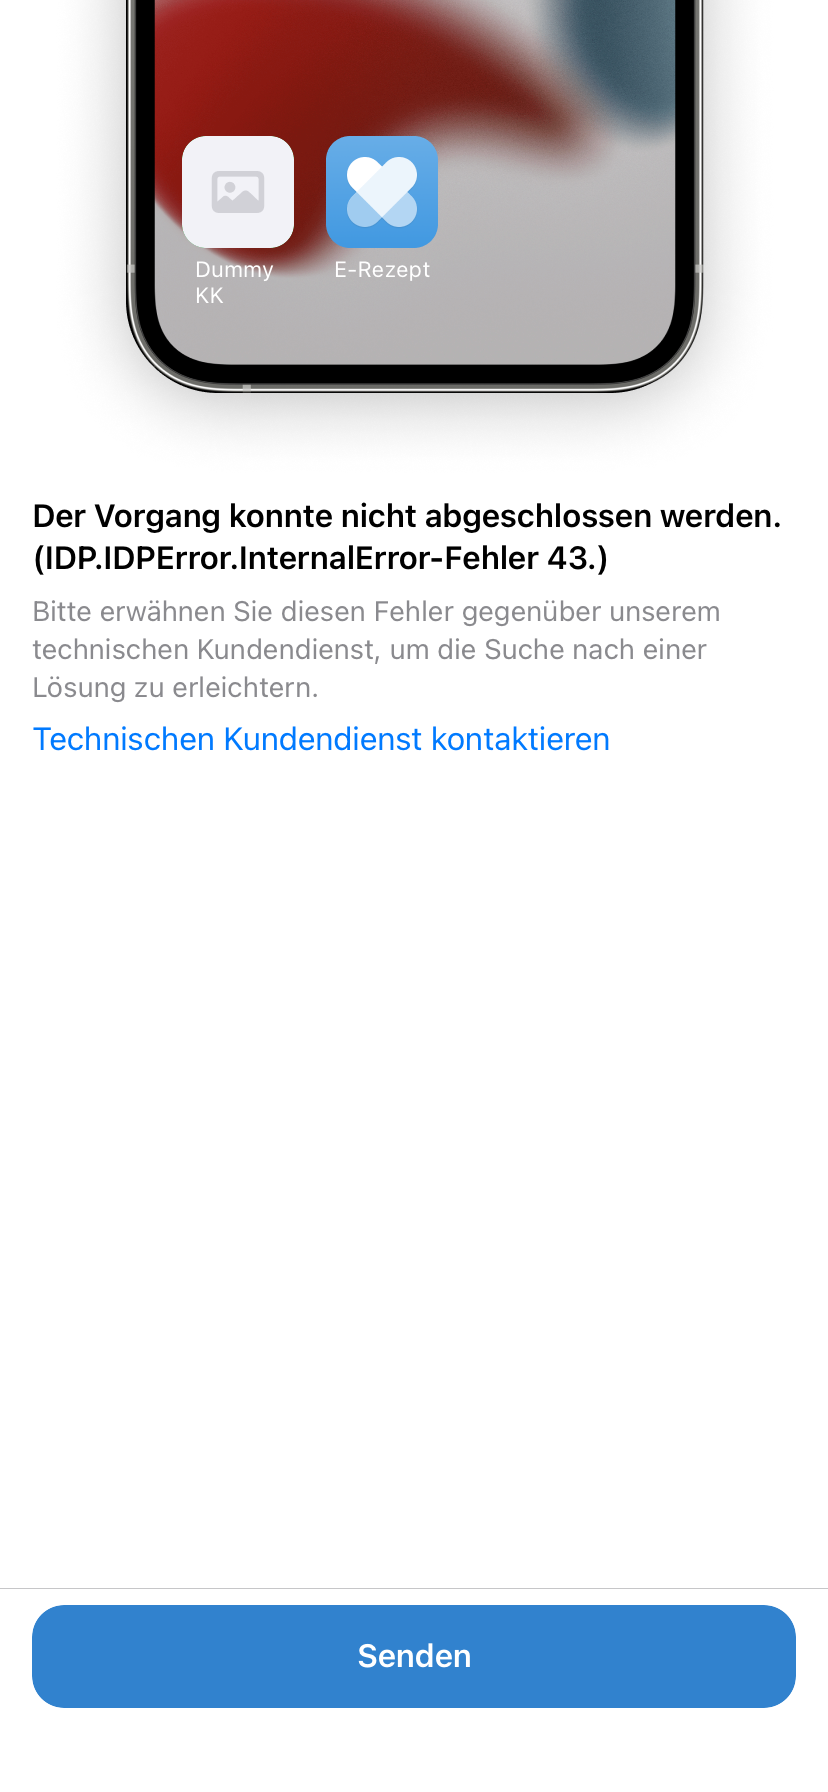 Dummy
KK
E-Rezept
Der Vorgang konnte nicht abgeschlossen werden.
(IDP.IDPError.InternalError-Fehler 43.)
Bitte erwähnen Sie diesen Fehler gegenüber unserem
technischen Kundendienst, um die Suche nach einer
Lösung zu erleichtern.
Technischen Kundendienst kontaktieren
Senden